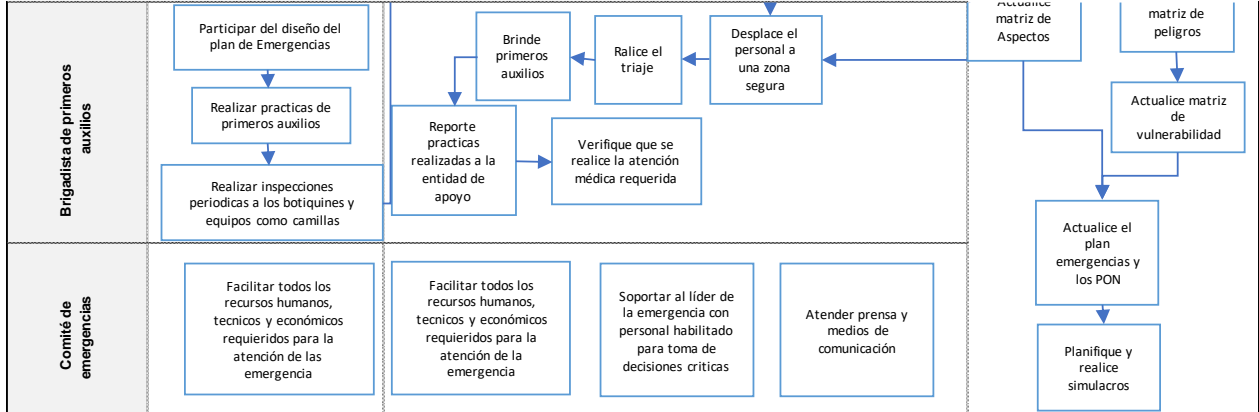 Brigadista de primeros
auxilios
Participar del diseño del
plan de Emergencias
Realizar practicas de
primeros auxilios
Realizar inspecciones
periodicas a los botiquines y
equipos como camillas
Brinde
primeros
auxilios
Ralice el
triaje
Desplace el
personal a
una zona
segura
Reporte
practicas
realizadas a la
entidad de
apoyo
Verifique que se
realice la atención
médica requerida
Actualice
matriz de
Aspectos
matriz de
peligros
Actualice matriz
de
vulnerabilidad
Actualice el
plan
emergencias y
los PON
Planifique y
realice
simulacros
Comité de
emergencias
Facilitar todos los
recursos humanos,
tecnicos y económicos
requieridos para la
atención de las
emergencia
Facilitar todos los
recursos humanos,
tecnicos y económicos
requieridos para la
atención de la
emergencia
Soportar al líder de
la emergencia con
personal habilitado
para toma de
decisiones criticas
Atender prensa y
medios de
comunicación